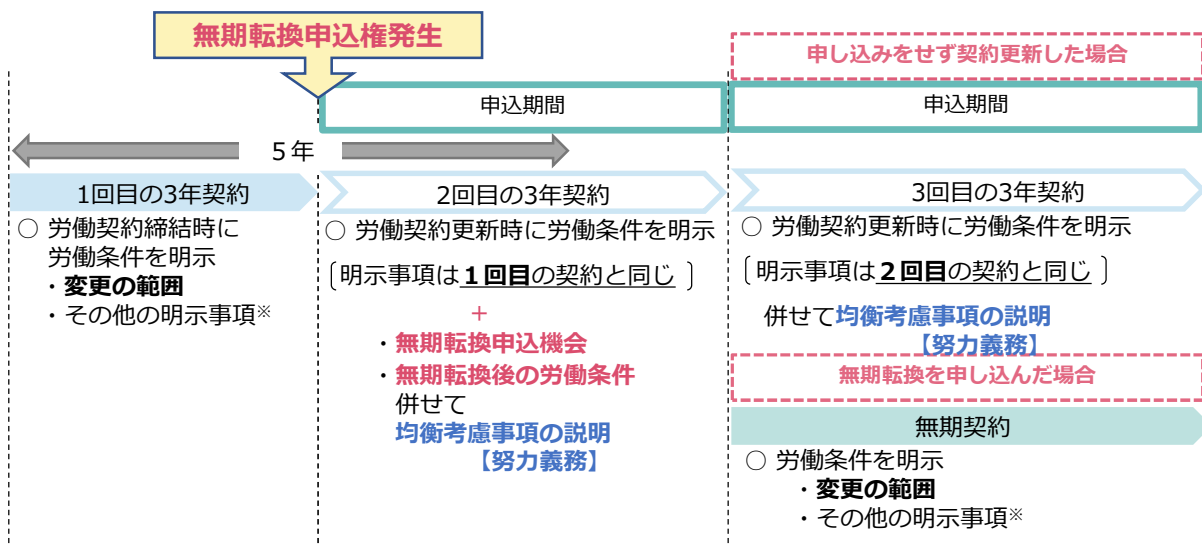 無期転換申込権発生
申し込みをせず契約更新した場合
申込期間
申込期間
5年
1回目の3年契約
○ 労働契約締結時に
労働条件を明示
・変更の範囲
・その他の明示事項※
2回目の3年契約
○ 労働契約更新時に労働条件を明示
〔明示事項は１回目の契約と同じ 〕
＋
・無期転換申込機会
・無期転換後の労働条件
併せて
均衡考慮事項の説明
【努力義務】
3回目の3年契約
○ 労働契約更新時に労働条件を明示
〔明示事項は２回目の契約と同じ 〕
併せて均衡考慮事項の説明
【努力義務】
無期転換を申し込んだ場合
無期契約
○ 労働条件を明示
・変更の範囲
・その他の明示事項※